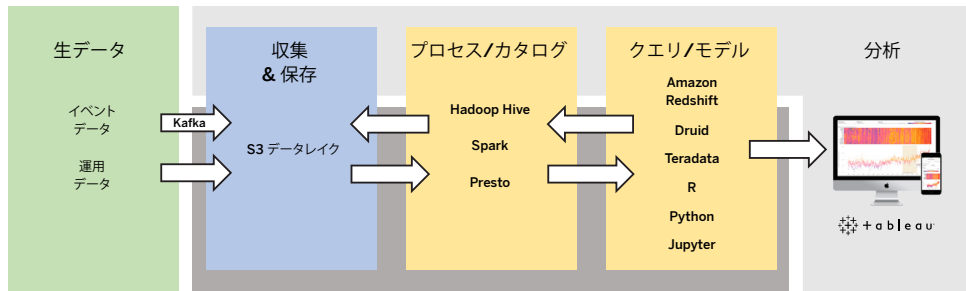 生データ
イベント
データ
Kafka
運用
データ
収集
& 保存
S3 データレイク
プロセス/カタログ
Hadoop Hive
Spark
Presto
クエリ/モデル
Amazon
Redshift
Druid
Teradata
R
Python
Jupyter
分析
+ableau